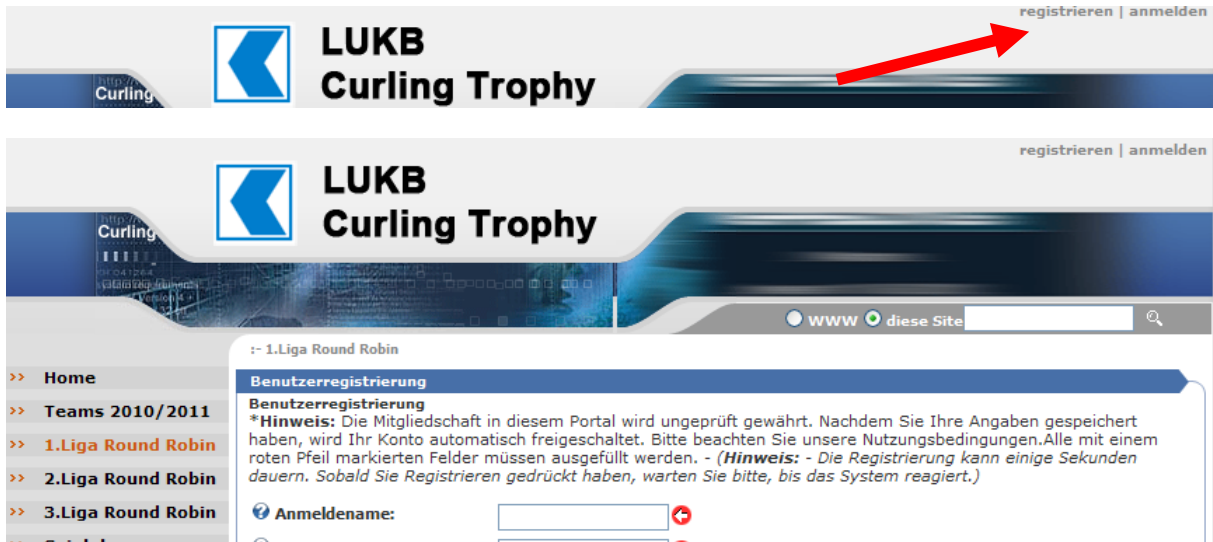 registrieren | anmelden
LUKB
Curling Trophy
Curling
registrieren | anmelden
LUKB
Curling Trophy
Curling
WWW diese Site
:- 1.Liga Round Robin
Home
Teams 2010/2011
1.Liga Round Robin
2.Liga Round Robin
3.Liga Round Robin
Benutzerregistrierung
Benutzerregistrierung
*Hinweis: Die Mitgliedschaft in diesem Portal wird ungeprüft gewährt. Nachdem Sie Ihre Angaben gespeichert
haben, wird Ihr Konto automatisch freigeschaltet. Bitte beachten Sie unsere Nutzungsbedingungen.Alle mit einem
roten Pfeil markierten Felder müssen ausgefüllt werden. - (Hinweis: - Die Registrierung kann einige Sekunden
dauern. Sobald Sie Registrieren gedrückt haben, warten Sie bitte, bis das System reagiert.)
Anmeldename: